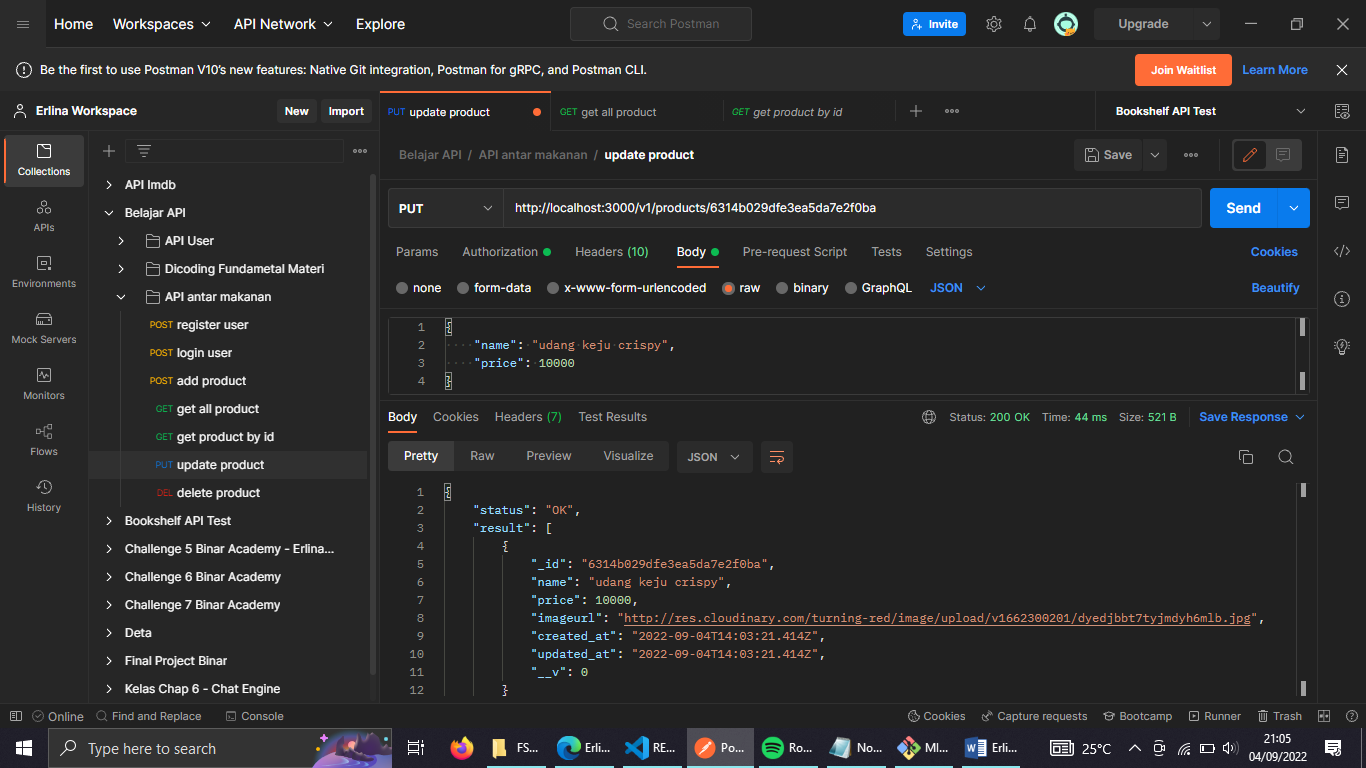 Home Workspaces API Network Explore Search Postman Invite Upgrade
Be the first to use Postman V10's new features: Native Git integration, Postman for gRPC, and Postman CLI. Join Waitlist Learn More
Erlina Workspace New Import
PUT update product GET get all product GET get product by id Bookshelf API Test
Collections
APIs
Environments
Mock Servers
Monitors
Flows
History
API Imdb
Belajar API
API User
Dicoding Fundametal Materi
API antar makanan
POST register user
POST login user
POST add product
GET get all product
GET get product by id
PUT update product
DEL delete product
Bookshelf API Test
Challenge 5 Binar Academy - Erlina...
Challenge 6 Binar Academy
Challenge 7 Binar Academy
Deta
Final Project Binar
Kelas Chap 6 - Chat Engine
Belajar API / API antar makanan / update product Save
PUT http://localhost:3000/v1/products/6314b029dfe3ea5da7e2f0ba Send
Params Authorization Headers (10) Body Pre-request Script Tests Settings Cookies
none form-data x-www-form-urlencoded raw binary GraphQL JSON Beautify
1 {
2 "name": "udang keju crispy",
3 "price": 10000
4 }
Body Cookies Headers (7) Test Results Status: 200 OK Time: 44 ms Size: 521 B Save Response
Pretty Raw Preview Visualize JSON
1 {
2 "status": "OK",
3 "result": [
4 {
5 "_id": "6314b029dfe3ea5da7e2f0ba",
6 "name": "udang keju crispy",
7 "price": 10000,
8 "imageurl": "http://res.cloudinary.com/turning-red/image/upload/v1662300201/dyedjbbt7tyjmdyh6mlb.jpg",
9 "created_at": "2022-09-04T14:03:21.414Z",
10 "updated_at": "2022-09-04T14:03:21.414Z",
11 "__v": 0
12 }
Online Find and Replace Console Cookies Capture requests Bootcamp Runner Trash
Type here to search FS... Erli... RE... Po... Ro... No... MI... Erli... 25°C 21:05
04/09/2022